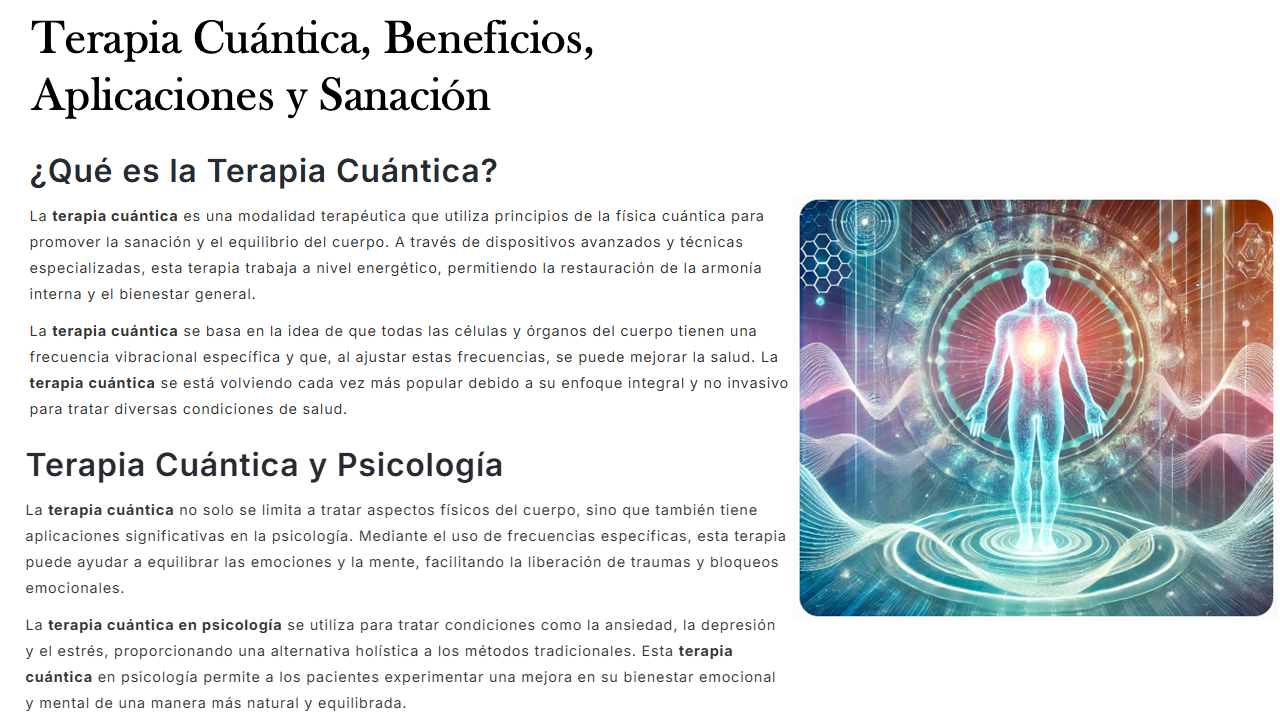 Terapia Cuántica, Beneficios,
Aplicaciones y Sanación
¿Qué es la Terapia Cuántica?
La terapia cuántica es una modalidad terapéutica que utiliza principios de la física cuántica para
promover la sanación y el equilibrio del cuerpo. A través de dispositivos avanzados y técnicas
especializadas, esta terapia trabaja a nivel energético, permitiendo la restauración de la armonía
interna y el bienestar general.
La terapia cuántica se basa en la idea de que todas las células y órganos del cuerpo tienen una
frecuencia vibracional específica y que, al ajustar estas frecuencias, se puede mejorar la salud. La
terapia cuántica se está volviendo cada vez más popular debido a su enfoque integral y no invasivo
para tratar diversas condiciones de salud.
Terapia Cuántica y Psicología
La terapia cuántica no solo se limita a tratar aspectos físicos del cuerpo, sino que también tiene
aplicaciones significativas en la psicología. Mediante el uso de frecuencias específicas, esta terapia
puede ayudar a equilibrar las emociones y la mente, facilitando la liberación de traumas y bloqueos
emocionales.
La terapia cuántica en psicología se utiliza para tratar condiciones como la ansiedad, la depresión
y el estrés, proporcionando una alternativa holística a los métodos tradicionales. Esta terapia
cuántica en psicología permite a los pacientes experimentar una mejora en su bienestar emocional
y mental de una manera más natural y equilibrada.